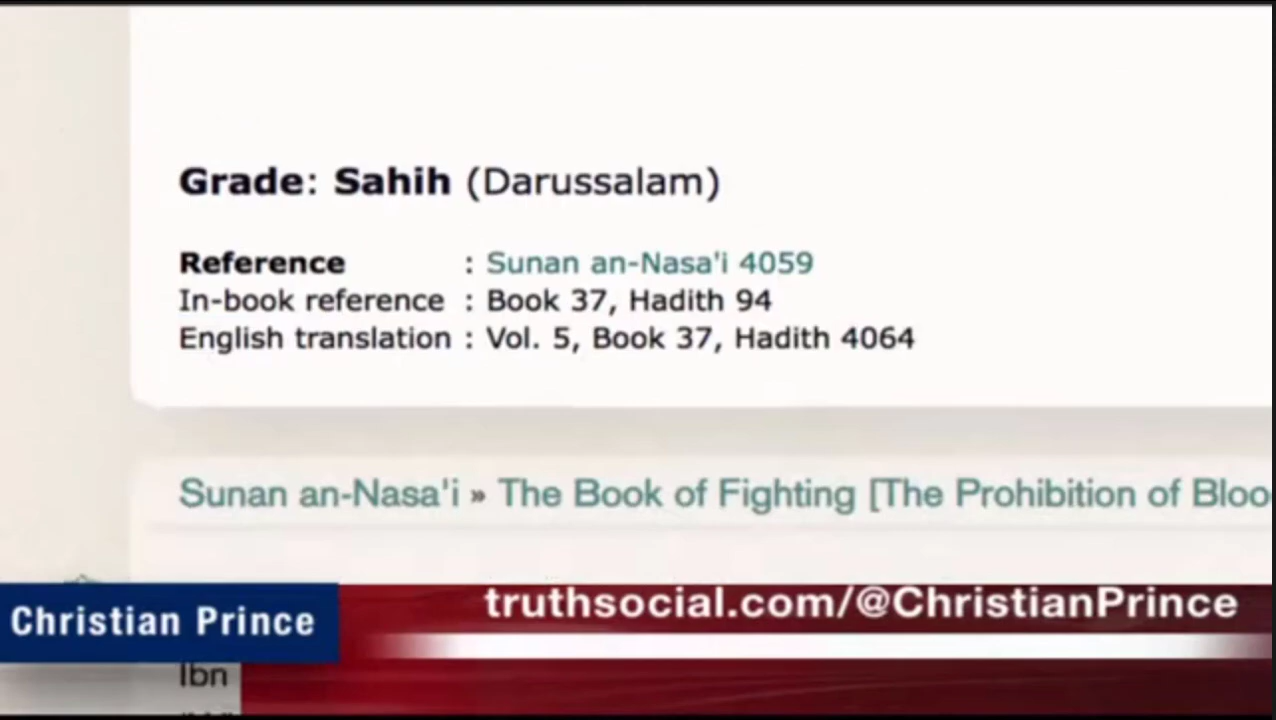 Grade: Sahih (Darussalam)
Reference : Sunan an-Nasa'i 4059
In-book reference : Book 37, Hadith 94
English translation : Vol. 5, Book 37, Hadith 4064
Sunan an-Nasa'i » The Book of Fighting [The Prohibition of Bloo
truthsocial.com/@ChristianPrince
Christian Prince
Ibn